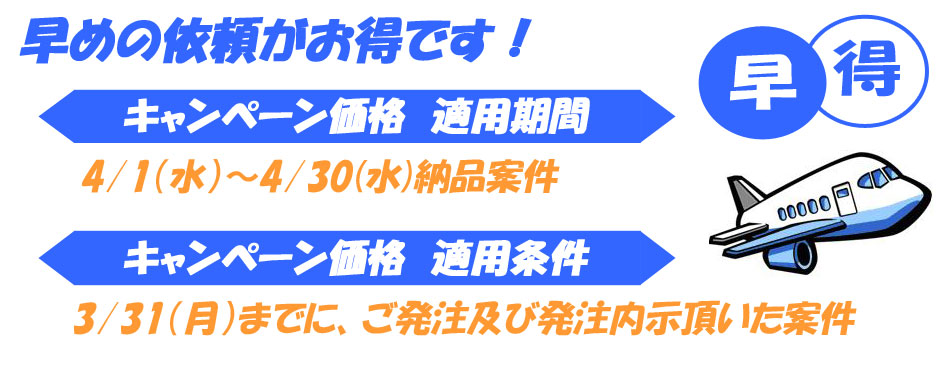 早めの依頼がお得です！
早得
キャンペーン価格 適用期間
4/1(水)～4/30(水)納品案件
キャンペーン価格 適用条件
3/31(月)までに、ご発注及び発注内示頂いた案件